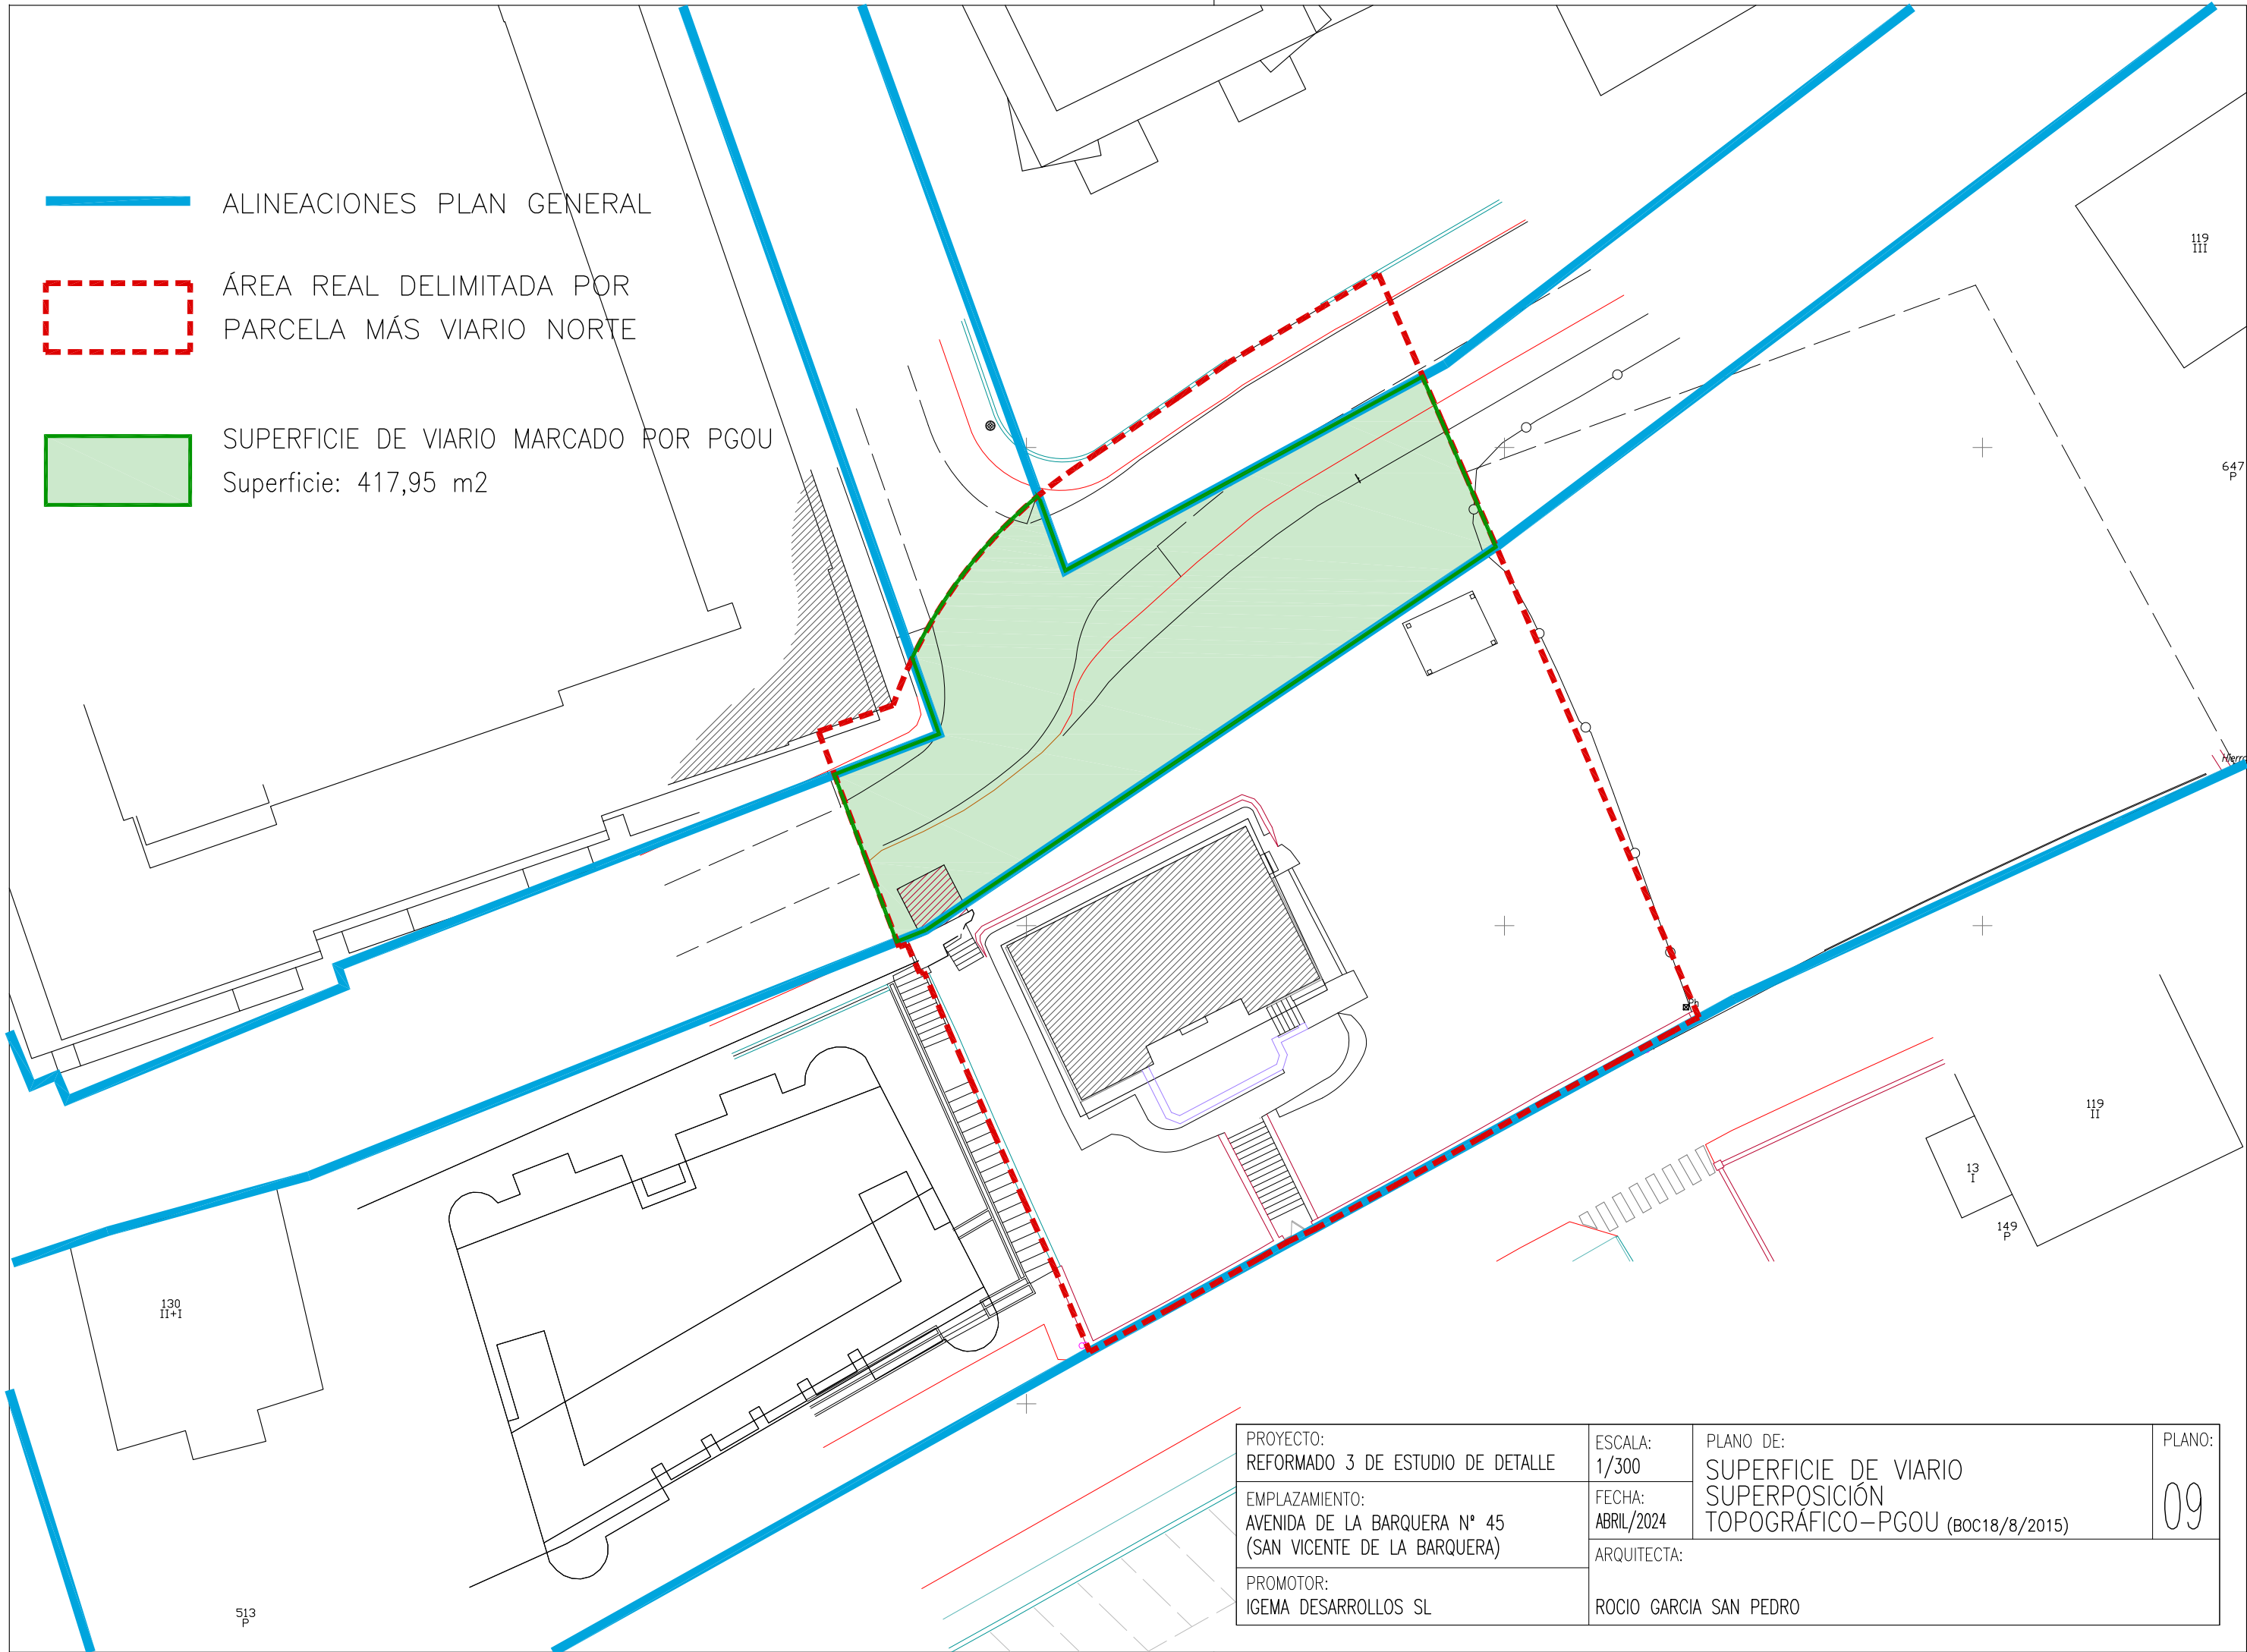 ALINEACIONES PLAN GENERAL
ÁREA REAL DELIMITADA POR
PARCELA MÁS VIARIO NORTE
SUPERFICIE DE VIARIO MARCADO POR PGOU
Superficie: 417,95 m2
119
III
647
P
Hierro
Ph
119
II
13
I
149
P
130
II+I
513
P
PROYECTO:
REFORMADO 3 DE ESTUDIO DE DETALLE
EMPLAZAMIENTO:
AVENIDA DE LA BARQUERA Nº 45
(SAN VICENTE DE LA BARQUERA)
PROMOTOR:
IGEMA DESARROLLOS SL
ESCALA:
1/300
FECHA:
ABRIL/2024
PLANO DE:
SUPERFICIE DE VIARIO
SUPERPOSICIÓN
TOPOGRÁFICO-PGOU (BOC18/8/2015)
PLANO:
09
ARQUITECTA:
ROCIO GARCIA SAN PEDRO